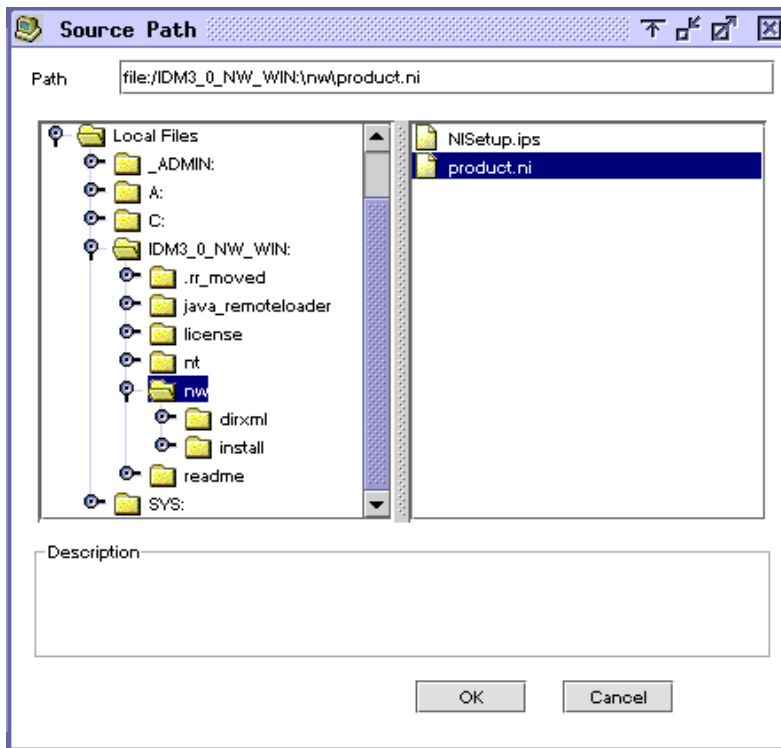 Source Path
Path file:/IDM3_0_NW_WIN:\nw\product.ni
Local Files
_ADMIN:
A:
C:
IDM3_0_NW_WIN:
.rr_moved
java_remoteloader
license
nt
nw
dirxml
install
readme
SYS:
NISetup.ips
product.ni
Description
OK Cancel